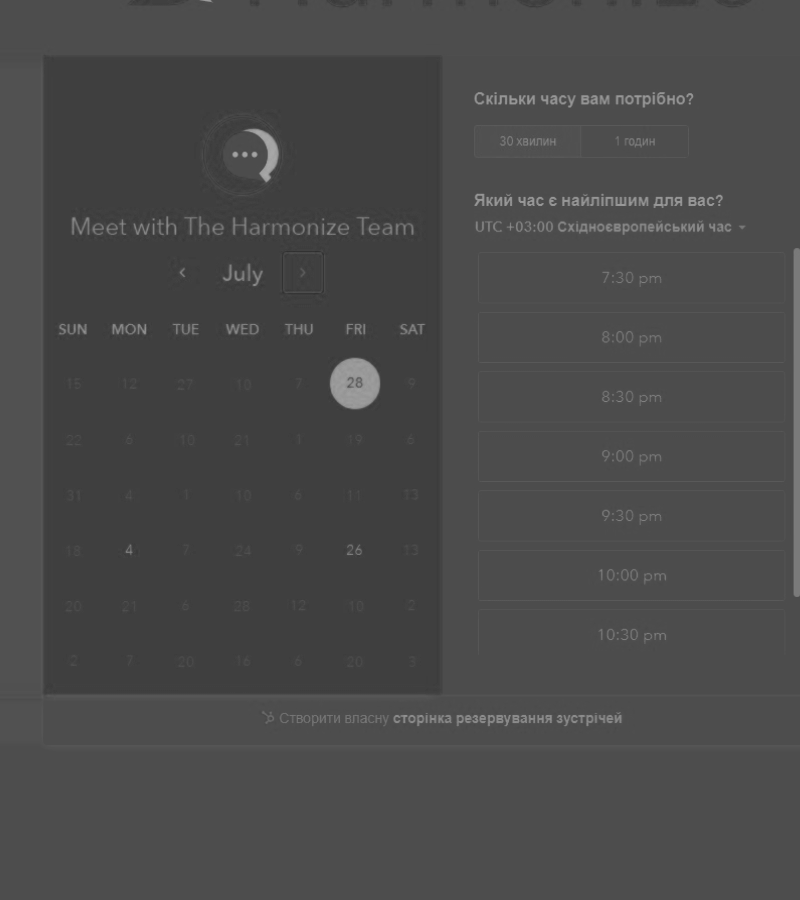 Meet with The Harmonize Team
July
SUN MON TUE WED THU FRI SAT
15 12 27 10 7 28 9
22 6 10 21 1 19 6
31 4 1 10 6 11 13
4 7 24 9 26 13
20 21 6 28 12 10 2
2 7 20 16 6 20 3
Скільки часу вам потрібно?
30 хвилин 1 годин
Який час є найліпшим для вас?
UTC +03:00 Східноєвропейський час
7:30 pm
8:00 pm
8:30 pm
9:00 pm
9:30 pm
10:00 pm
10:30 pm
Створити власну сторінка резервування зустрічей